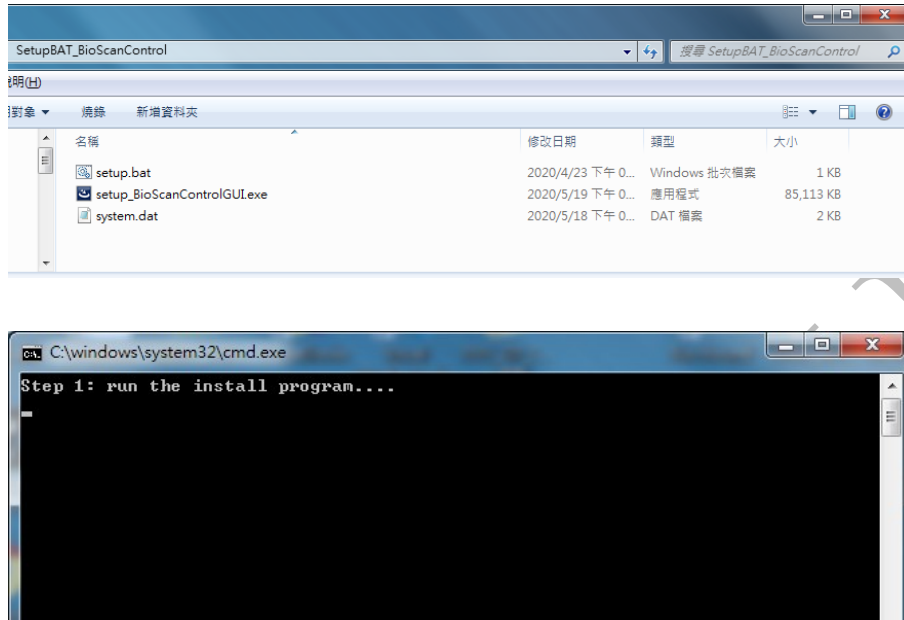 SetupBAT_BioScanControl 搜尋 SetupBAT_BioScanControl
說明(H)
對象 燒錄 新增資料夾
名稱 修改日期 類型 大小
setup.bat 2020/4/23 下午 0... Windows 批次檔案 1 KB
setup_BioScanControlGUI.exe 2020/5/19 下午 0... 應用程式 85,113 KB
system.dat 2020/5/18 下午 0... DAT 檔案 2 KB
C:\windows\system32\cmd.exe
Step 1: run the install program....